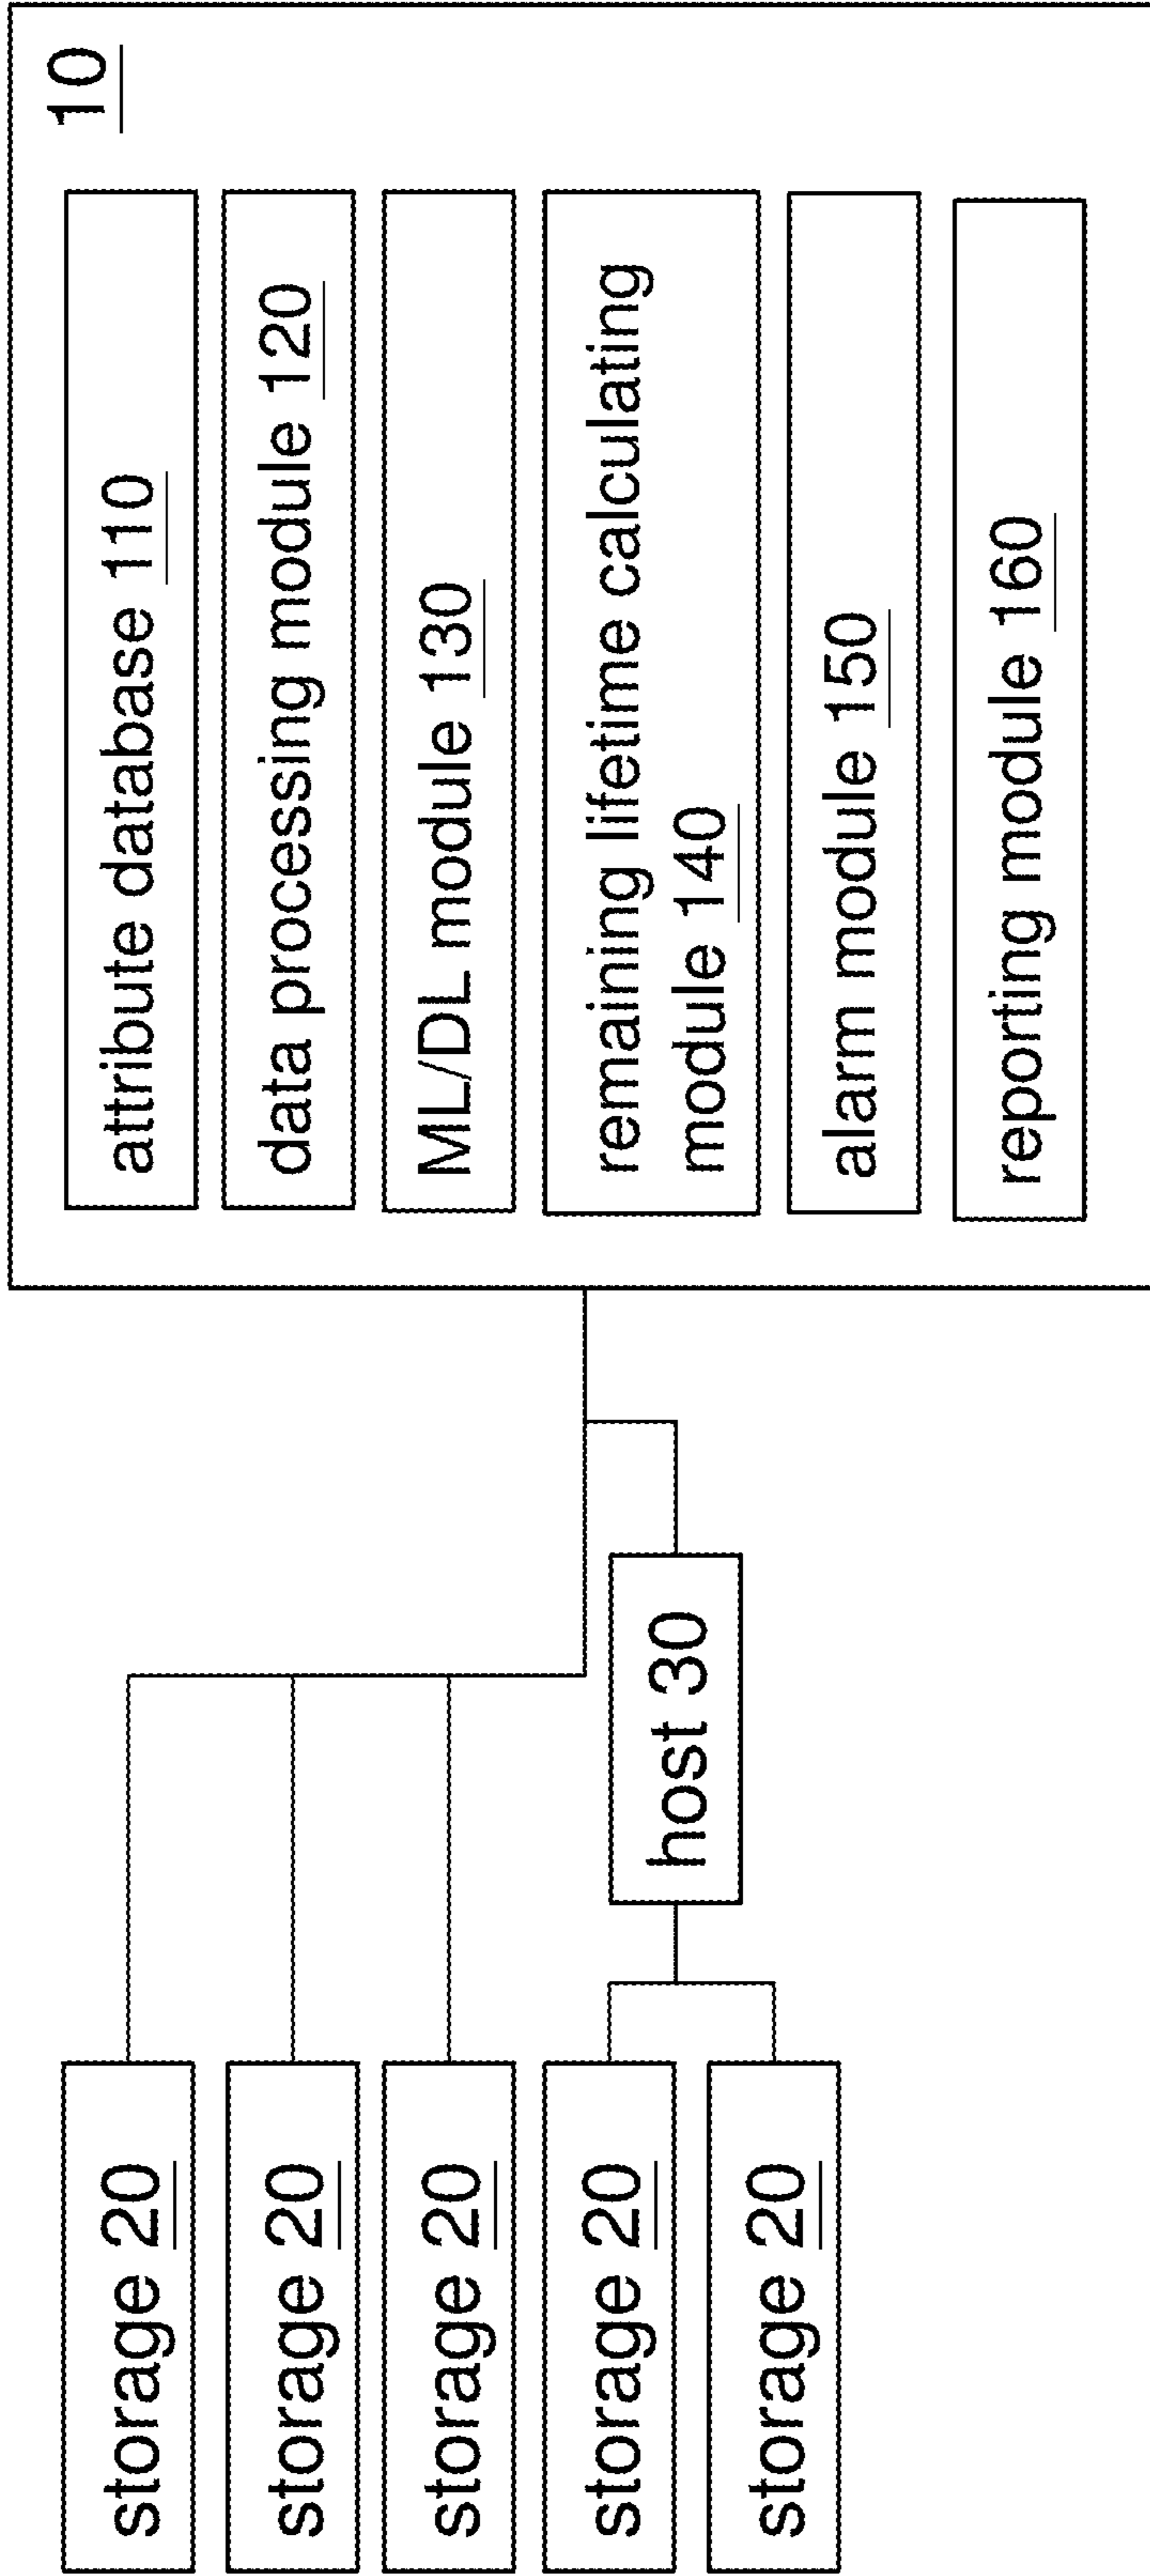 storage 20
storage 20
storage 20
storage 20
storage 20
host 30
10
attribute database 110
data processing module 120
ML/DL module 130
remaining lifetime calculating
module 140
alarm module 150
reporting module 160